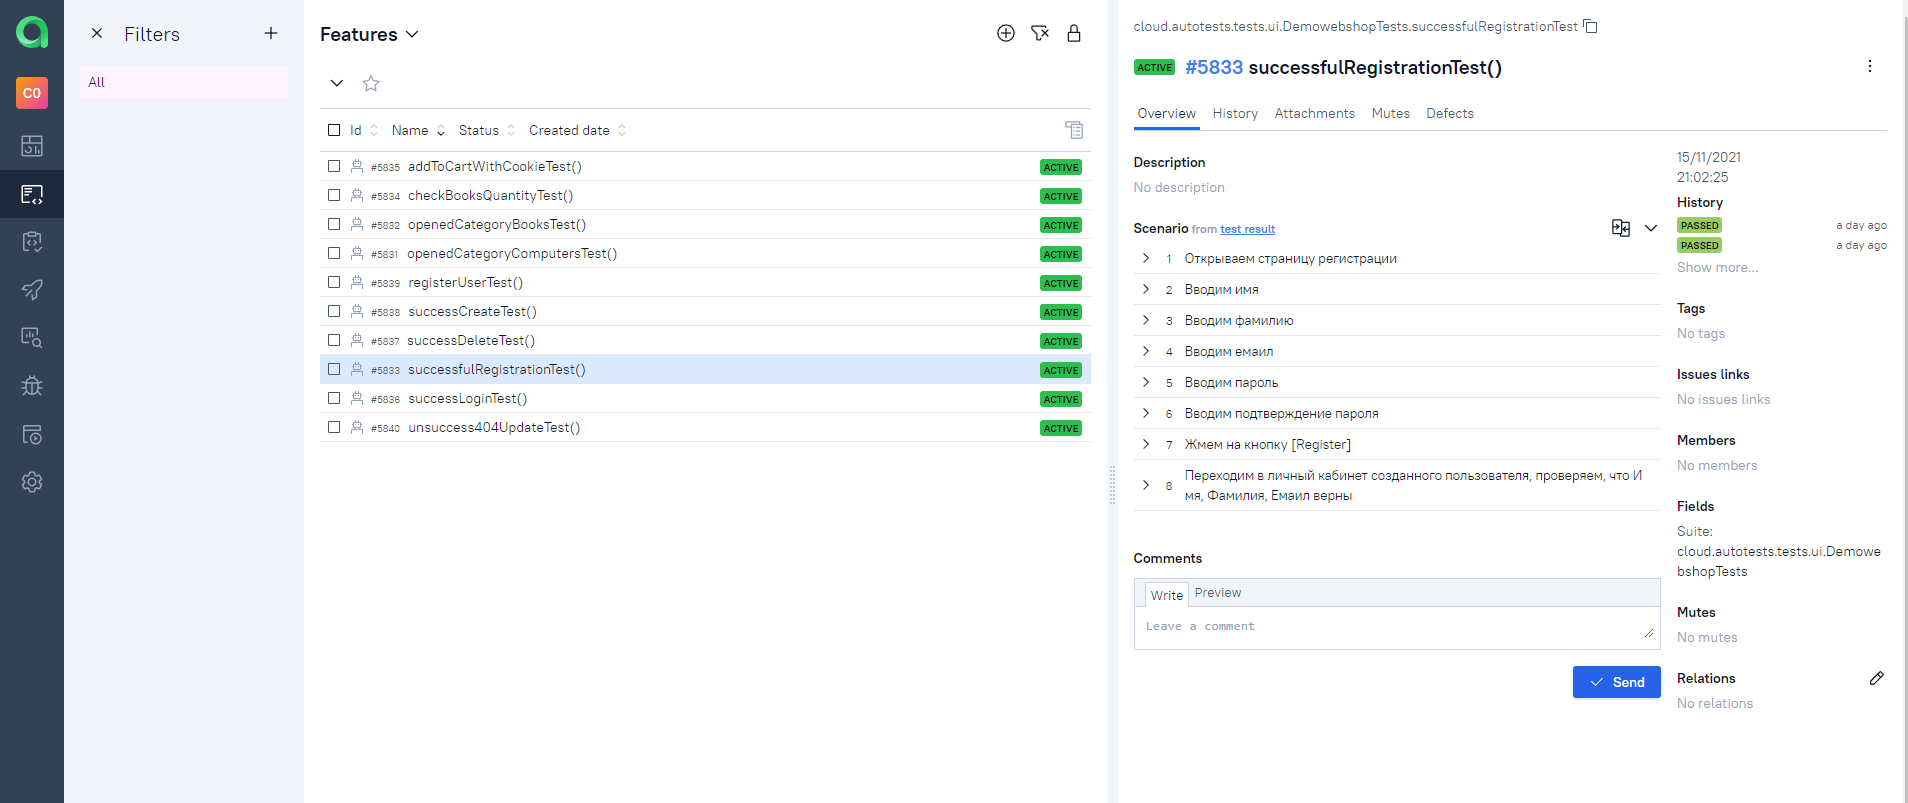 C0
Filters
All
Features
Id Name Status Created date
#5835 addToCartWithCookieTest() ACTIVE
#5834 checkBooksQuantityTest() ACTIVE
#5832 openedCategoryBooksTest() ACTIVE
#5831 openedCategoryComputersTest() ACTIVE
#5839 registerUserTest() ACTIVE
#5838 successCreateTest() ACTIVE
#5837 successDeleteTest() ACTIVE
#5833 successfulRegistrationTest() ACTIVE
#5836 successLoginTest() ACTIVE
#5840 unsuccess404UpdateTest() ACTIVE
cloud.autotests.tests.ui.DemowebshopTests.successfulRegistrationTest
ACTIVE #5833 successfulRegistrationTest()
Overview History Attachments Mutes Defects
Description
No description
Scenario from test result
1 Открываем страницу регистрации
2 Вводим имя
3 Вводим фамилию
4 Вводим емаил
5 Вводим пароль
6 Вводим подтверждение пароля
7 Жмем на кнопку [Register]
8 Переходим в личный кабинет созданного пользователя, проверяем, что И
мя, Фамилия, Емаил верны
Comments
Write Preview
Leave a comment
Send
15/11/2021
21:02:25
History
PASSED a day ago
PASSED a day ago
Show more...
Tags
No tags
Issues links
No issues links
Members
No members
Fields
Suite:
cloud.autotests.tests.ui.Demowe
bshopTests
Mutes
No mutes
Relations
No relations